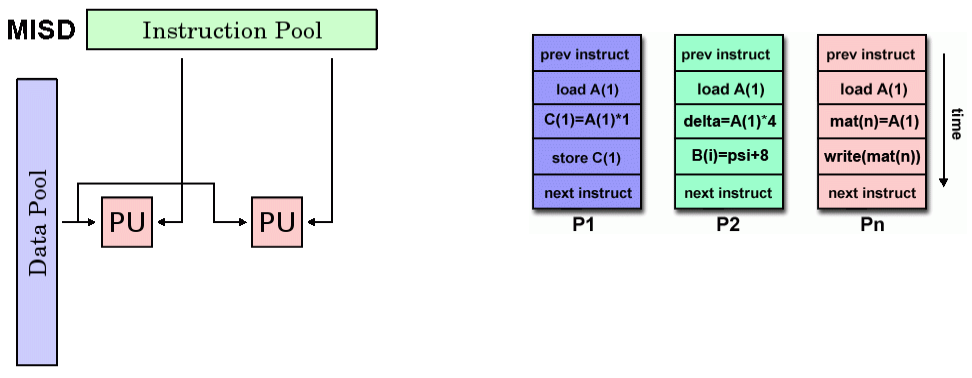 MISD
Instruction Pool
Data Pool
PU
PU
prev instruct
load A(1)
C(1)=A(1)*1
store C(1)
next instruct
P1
prev instruct
load A(1)
delta=A(1)*4
B(i)=psi+8
next instruct
P2
prev instruct
load A(1)
mat(n)=A(1)
write(mat(n))
next instruct
Pn
time